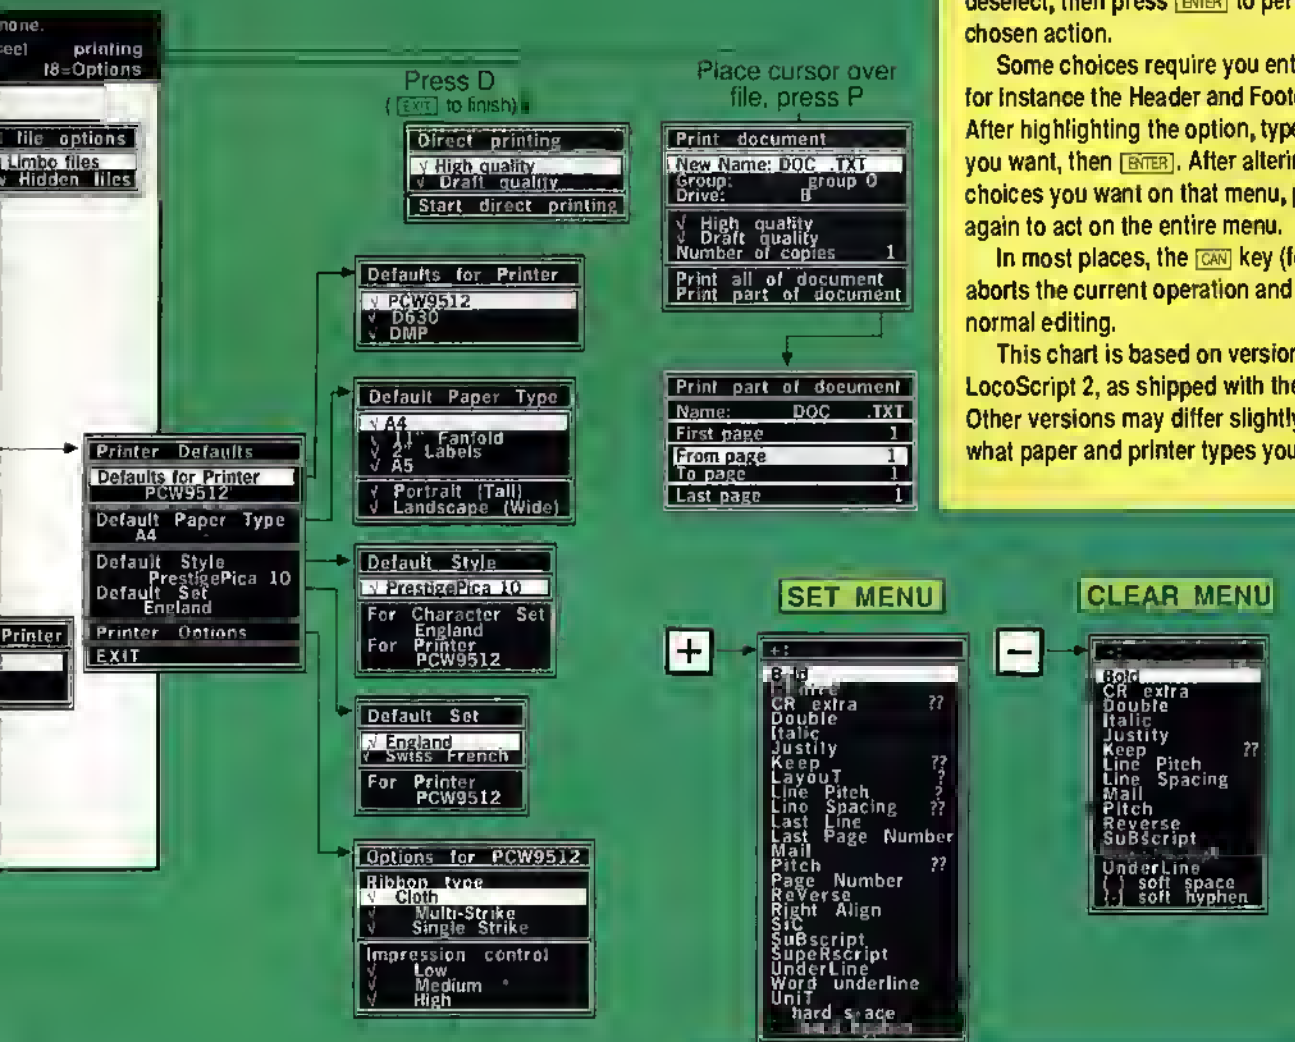 none.
printing
f8=Options
file options
Limbo files
√ Hidden files
Press D
( EXIT to finish)
Direct printing
√ High quality
√ Draft quality
Start direct printing
Place cursor over
file, press P
Print document
New Name: DOC .TXT
Group: group 0
Drive: B
√ High quality
√ Draft quality
Number of copies 1
Print all of document
Print part of document
Print part of document
Name: DOC .TXT
First page 1
From page 1
To page 1
Last page 1
deselect, then press ENTER to per
chosen action.
Some choices require you ent
for instance the Header and Foot
After highlighting the option, type
you want, then ENTER. After alterin
choices you want on that menu, p
again to act on the entire menu.
In most places, the CAN key (f
aborts the current operation and
normal editing.
This chart is based on version
LocoScript 2, as shipped with the
Other versions may differ slightly
what paper and printer types you
Defaults for Printer
√ PCW9512
√ D630
√ DMP
Default Paper Type
√ A4
√ 11" Fanfold
√ 2" Labels
√ A5
√ Portrait (Tall)
√ Landscape (Wide)
Printer Defaults
Defaults for Printer
PCW9512
Default Paper Type
A4
Default Style
PrestigePica 10
Default Set
England
Printer Options
EXIT
Printer
Default Style
√ PrestigePica 10
For Character Set
England
For Printer
PCW9512
Default Set
√ England
√ Swiss French
For Printer
PCW9512
Options for PCW9512
Ribbon type
√ Cloth
√ Multi-Strike
√ Single Strike
Impression control
√ Low
√ Medium
√ High
SET MENU
+
+:
Bold
CR extra ??
Double
Italic
Justify
Keep ??
LayouT ?
Line Pitch ?
Line Spacing ??
Last Line
Last Page Number
Mail
Pitch ??
Page Number
ReVerse
Right Align
SuBscript
SupeRscript
UnderLine
Word underline
UniT
hard space
hard hyphen
CLEAR MENU
-
-:
Bold
CR extra
Double
Italic
Justify
Keep ??
Line Pitch
Line Spacing
Mail
Pitch
Reverse
SuBscript
UnderLine
( ) soft space
(-) soft hyphen